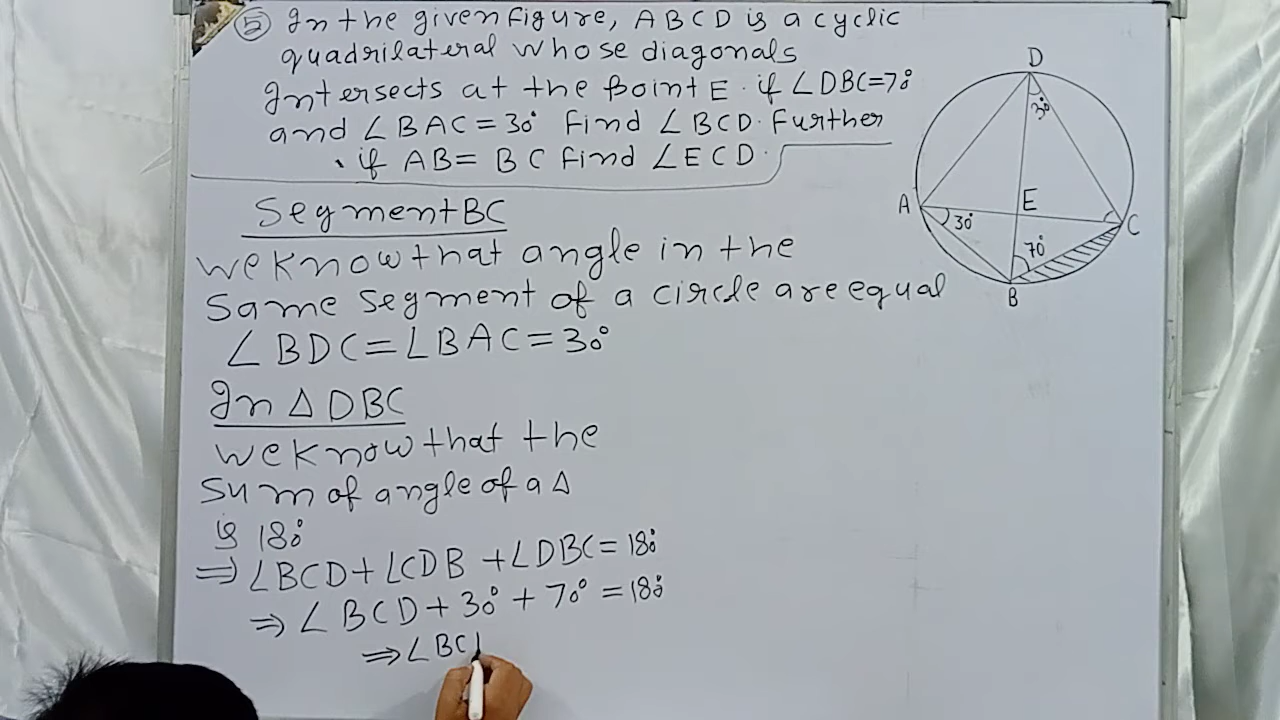 ⑤ In the given figure, ABCD is a cyclic
quadrilateral whose diagonals
Intersects at the point E. if ∠DBC=70°
and ∠BAC=30° Find ∠BCD. Further
if AB=BC find ∠ECD.
Segment BC
We know that angle in the
Same segment of a circle are equal
∠BDC=∠BAC=30°
In △DBC
We know that the
Sum of angle of a △
is 180°
⇒∠BCD+∠CDB+∠DBC=180°
⇒∠BCD+30°+70°=180°
⇒∠BC
D
30°
A
30°
E
C
70°
B